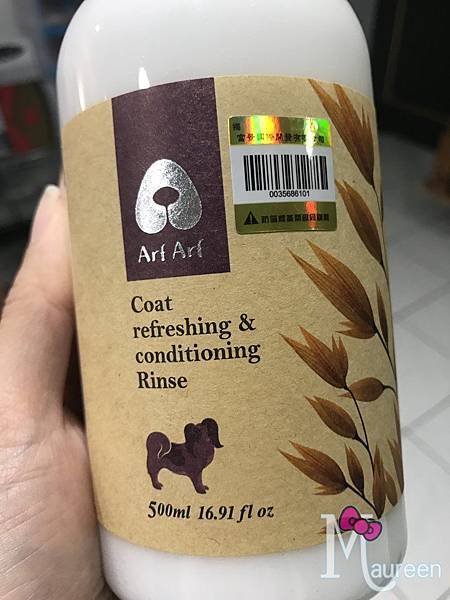 Arf Arf
0035686101
Coat
refreshing &
conditioning
Rinse
500ml 16.91 fl oz
Maureen